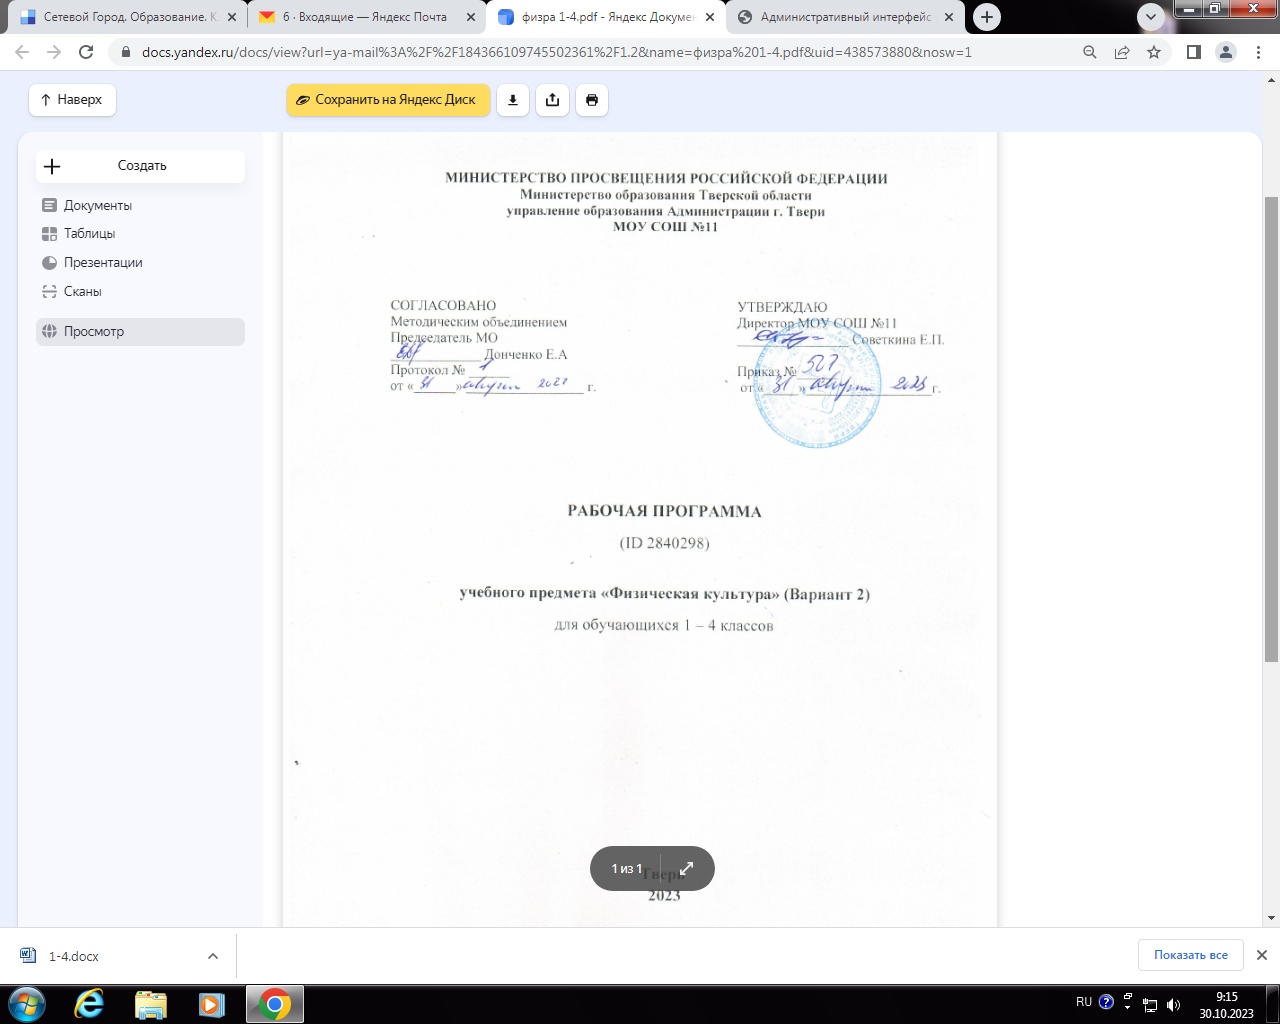 Сетевой Город. Образование. К
6 · Входящие — Яндекс Почта
физра 1-4.pdf - Яндекс Докумен
Административный интерфейс
docs.yandex.ru/docs/view?url=ya-mail%3A%2F%2F184366109745502361%2F1.2&name=физра%201-4.pdf&uid=438573880&nosw=1
Наверх
Сохранить на Яндекс Диск
Создать
Документы
Таблицы
Презентации
Сканы
Просмотр
МИНИСТЕРСТВО ПРОСВЕЩЕНИЯ РОССИЙСКОЙ ФЕДЕРАЦИИ
Министерство образования Тверской области
управление образования Администрации г. Твери
МОУ СОШ №11
СОГЛАСОВАНО
Методическим объединением
Председатель МО
Донченко Е.А
Протокол № 1
от « 31 » августа 2023 г.
УТВЕРЖДАЮ
Директор МОУ СОШ №11
Советкина Е.П.
Приказ № 507
от « 31 » августа 2023 г.
РАБОЧАЯ ПРОГРАММА
(ID 2840298)
учебного предмета «Физическая культура» (Вариант 2)
для обучающихся 1 – 4 классов
1 из 1
Тверь
2023
1-4.docx
Показать все
RU
9:15
30.10.2023